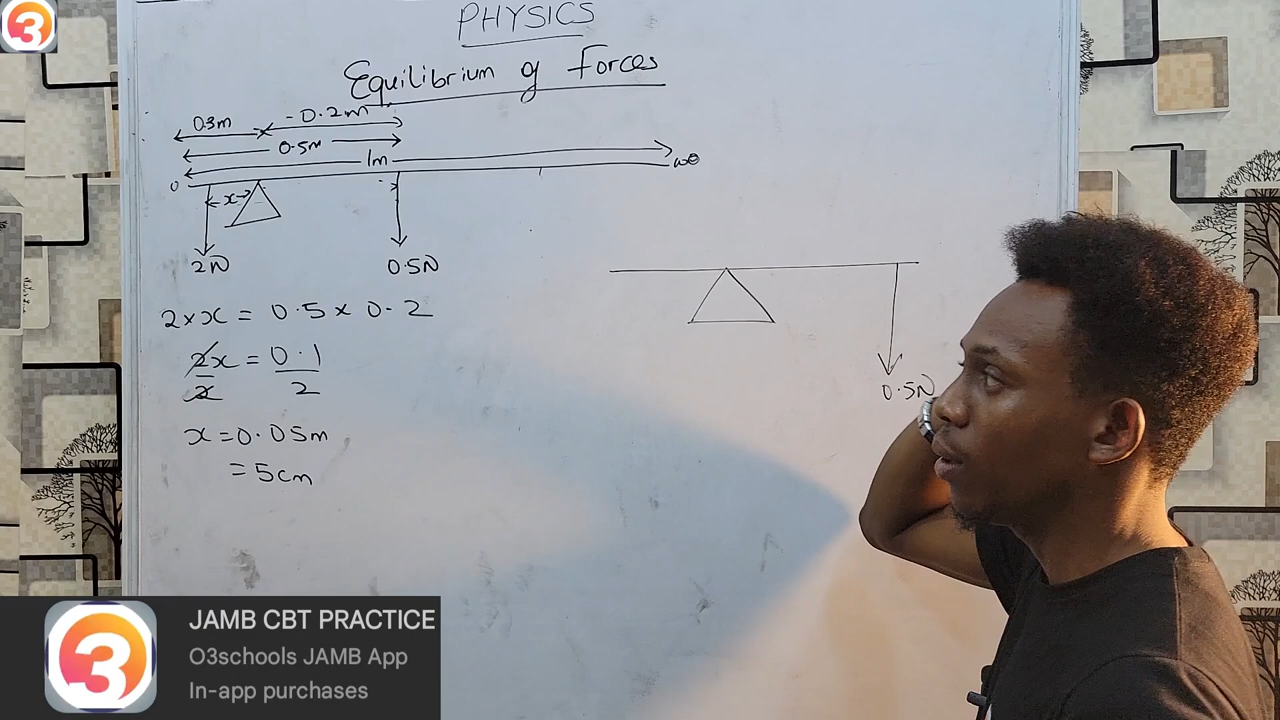 PHYSICS
Equilibrium of Forces
0.3m
0.2m
0.5m
1m
0
x
2N
0.5N
2 x x = 0.5 x 0.2
2x = 0.1
2 2
x = 0.05m
= 5cm
0.5N
3
JAMB CBT PRACTICE
O3schools JAMB App
In-app purchases